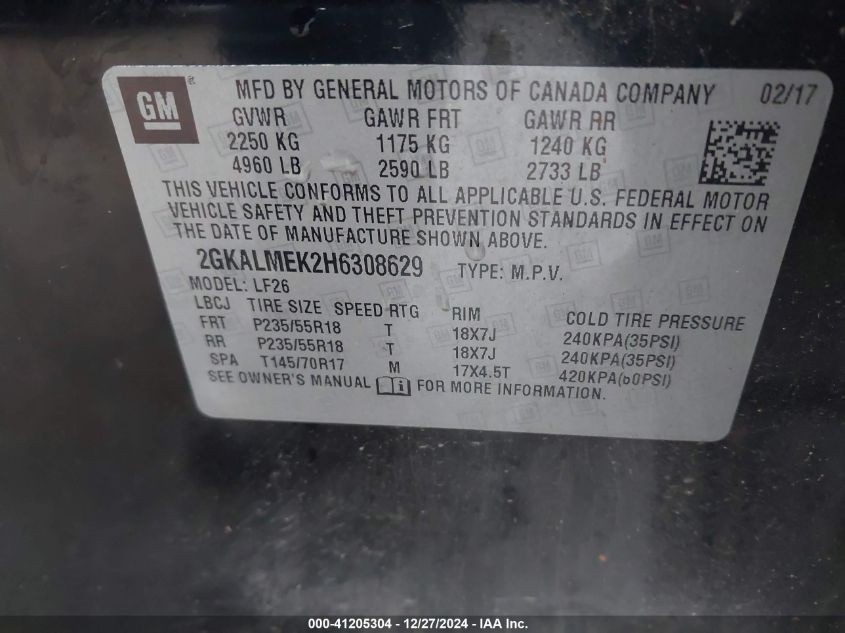 GM
®
MFD BY GENERAL MOTORS OF CANADA COMPANY 02/17
GVWR GAWR FRT GAWR RR
2250 KG 1175 KG 1240 KG
4960 LB 2590 LB 2733 LB
THIS VEHICLE CONFORMS TO ALL APPLICABLE U.S. FEDERAL MOTOR
VEHICLE SAFETY AND THEFT PREVENTION STANDARDS IN EFFECT ON
THE DATE OF MANUFACTURE SHOWN ABOVE.
2GKALMEK2H6308629 TYPE: M.P.V.
MODEL: LF26
LBCJ TIRE SIZE SPEED RTG RIM COLD TIRE PRESSURE
FRT P235/55R18 T 18X7J 240KPA(35PSI)
RR P235/55R18 T 18X7J 240KPA(35PSI)
SPA T145/70R17 M 17X4.5T 420KPA(60PSI)
SEE OWNER'S MANUAL FOR MORE INFORMATION.
000-41205304 - 12/27/2024 - IAA Inc.